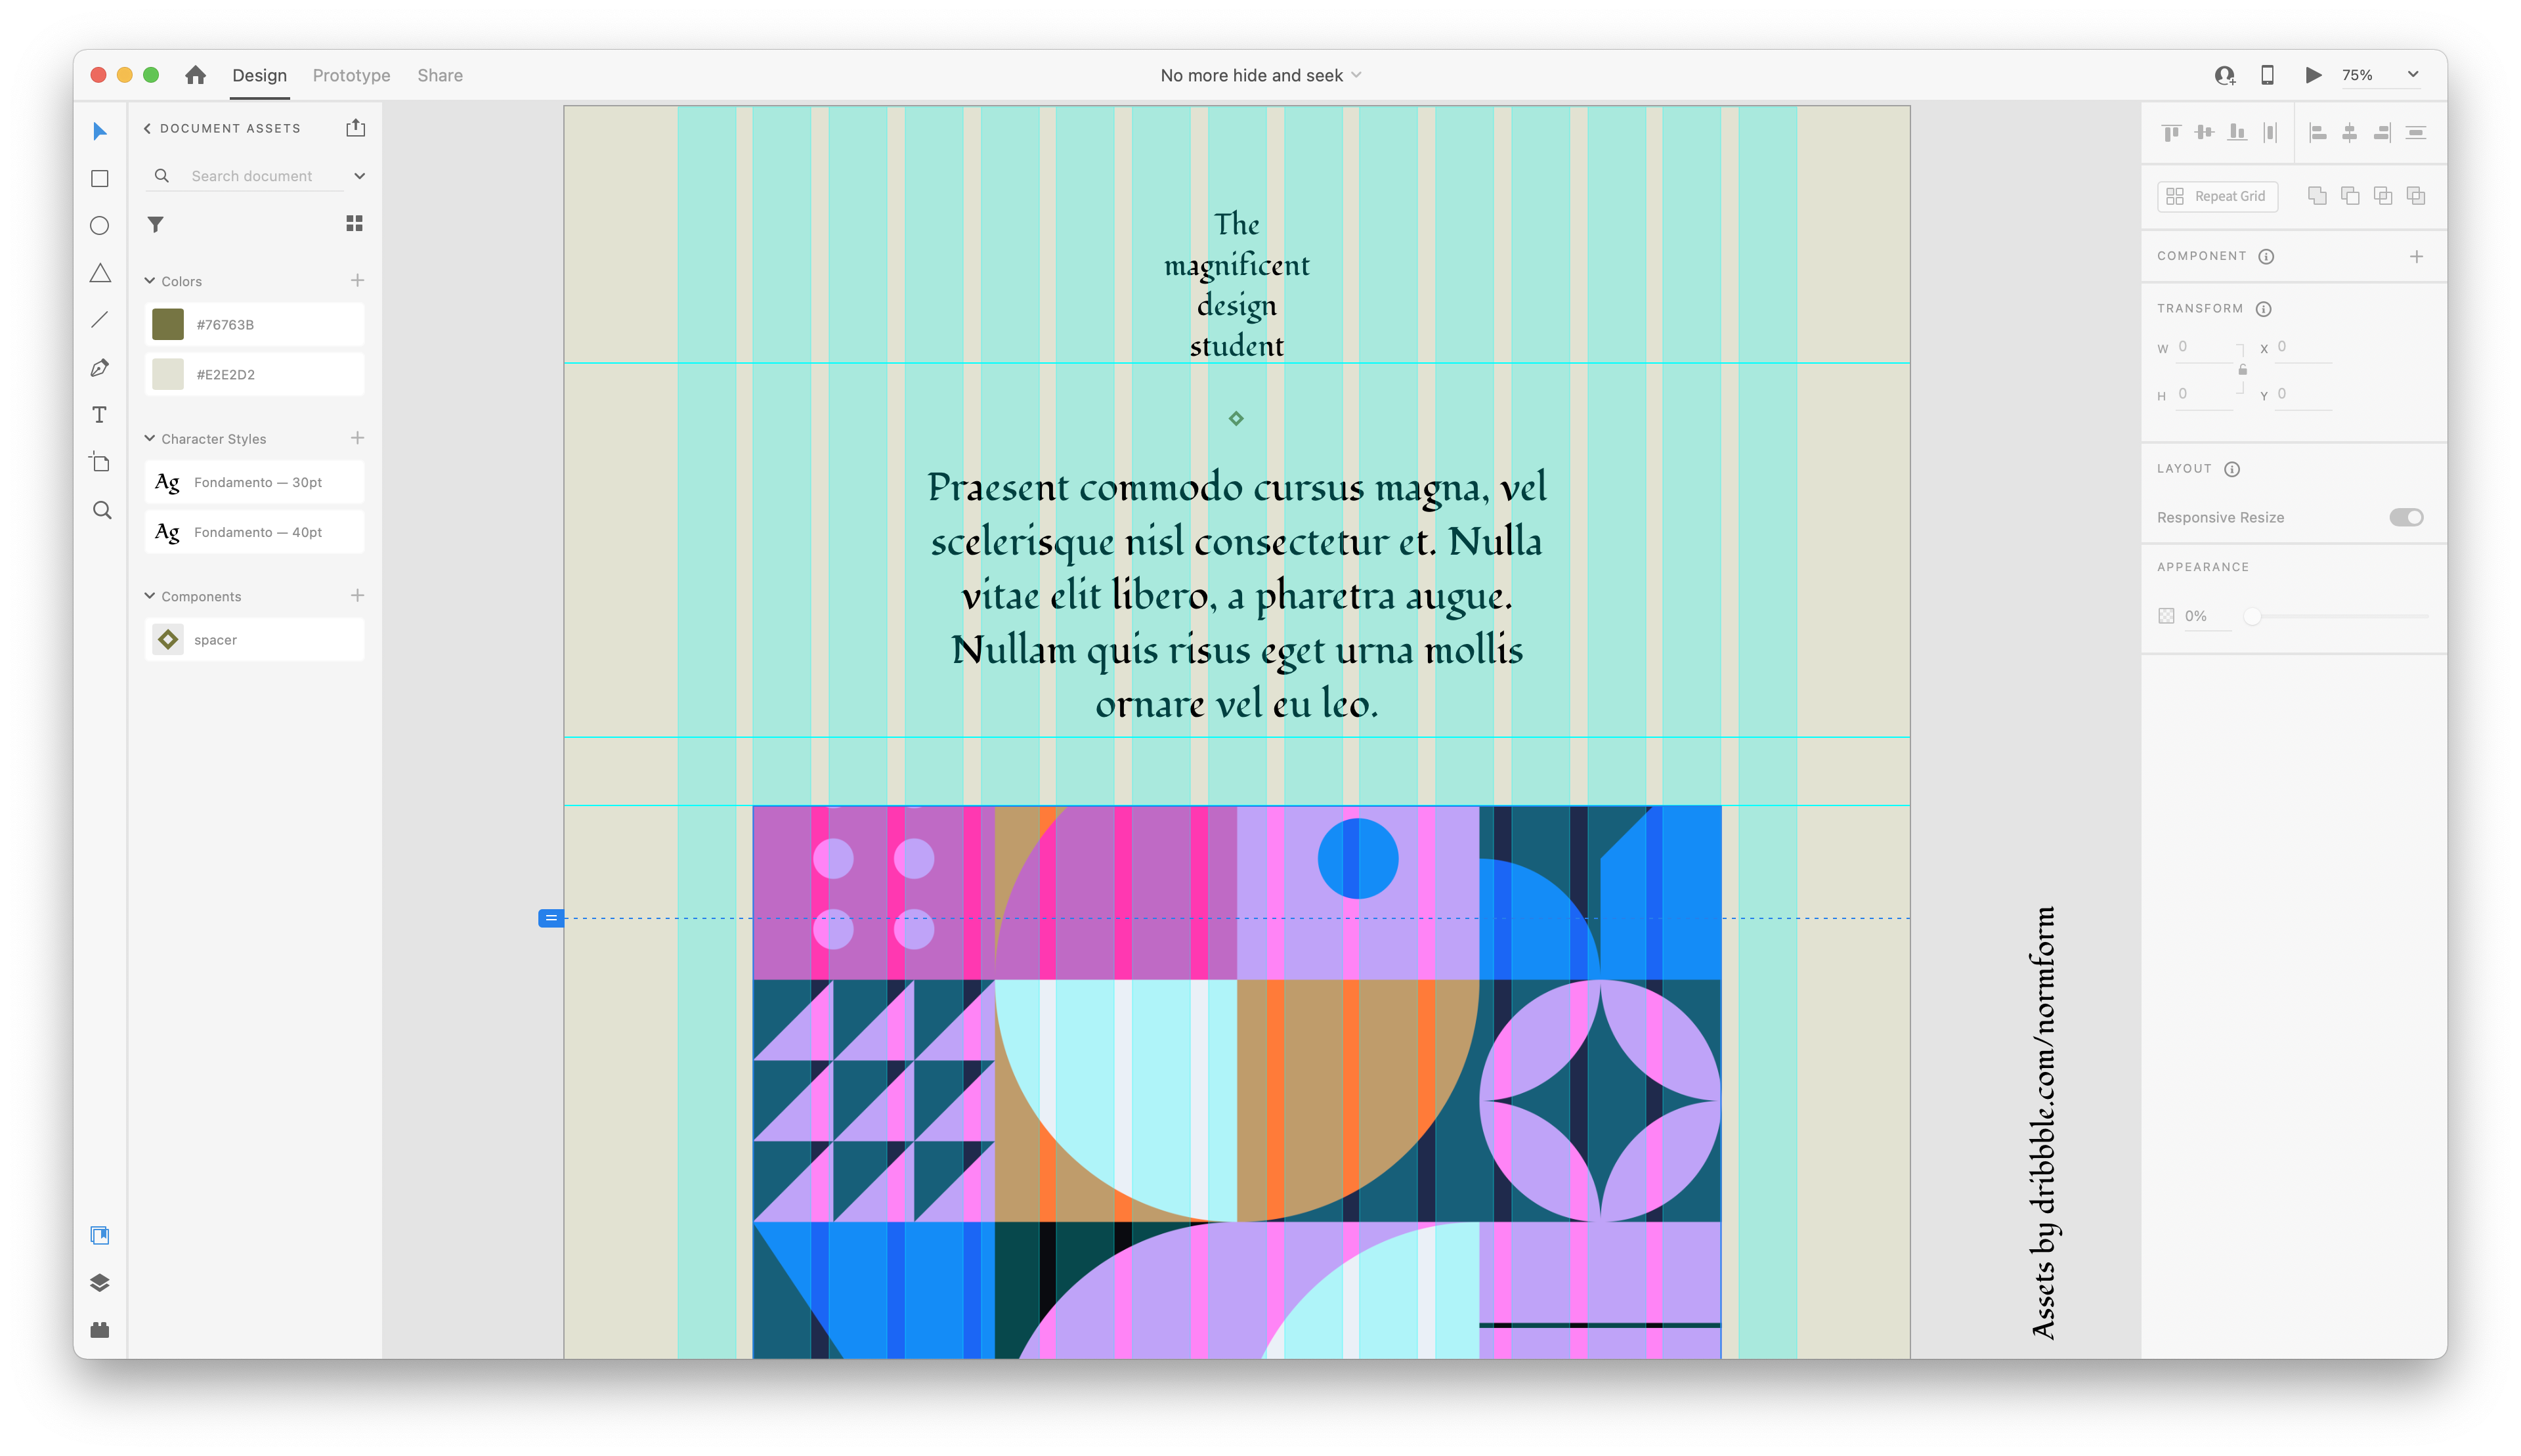 Design
Prototype
Share
No more hide and seek
75%
DOCUMENT ASSETS
Search document
Colors
#76763B
#E2E2D2
Character Styles
Ag Fondamento — 30pt
Ag Fondamento — 40pt
Components
spacer
The
magnificent
design
student
Praesent commodo cursus magna, vel
scelerisque nisl consectetur et. Nulla
vitae elit libero, a pharetra augue.
Nullam quis risus eget urna mollis
ornare vel eu leo.
Assets by dribbble.com/normform
Repeat Grid
COMPONENT
TRANSFORM
W 0 X 0
H 0 Y 0
LAYOUT
Responsive Resize
APPEARANCE
0%